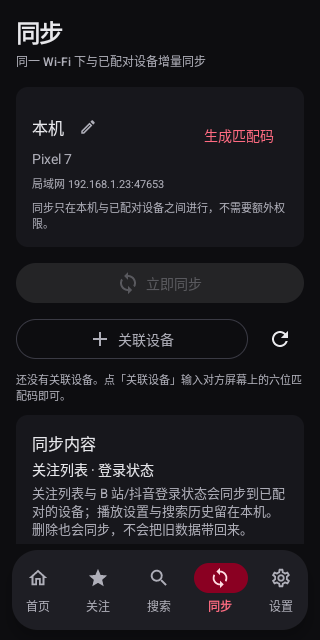 同步
同一 Wi-Fi 下与已配对设备增量同步
本机
生成匹配码
Pixel 7
局域网 192.168.1.23:47653
同步只在本机与已配对设备之间进行，不需要额外权
限。
立即同步
关联设备
还没有关联设备。点「关联设备」输入对方屏幕上的六位匹
配码即可。
同步内容
关注列表 · 登录状态
关注列表与 B 站/抖音登录状态会同步到已配
对的设备；播放设置与搜索历史留在本机。
删除也会同步，不会把旧数据带回来。
首页
关注
搜索
同步
设置